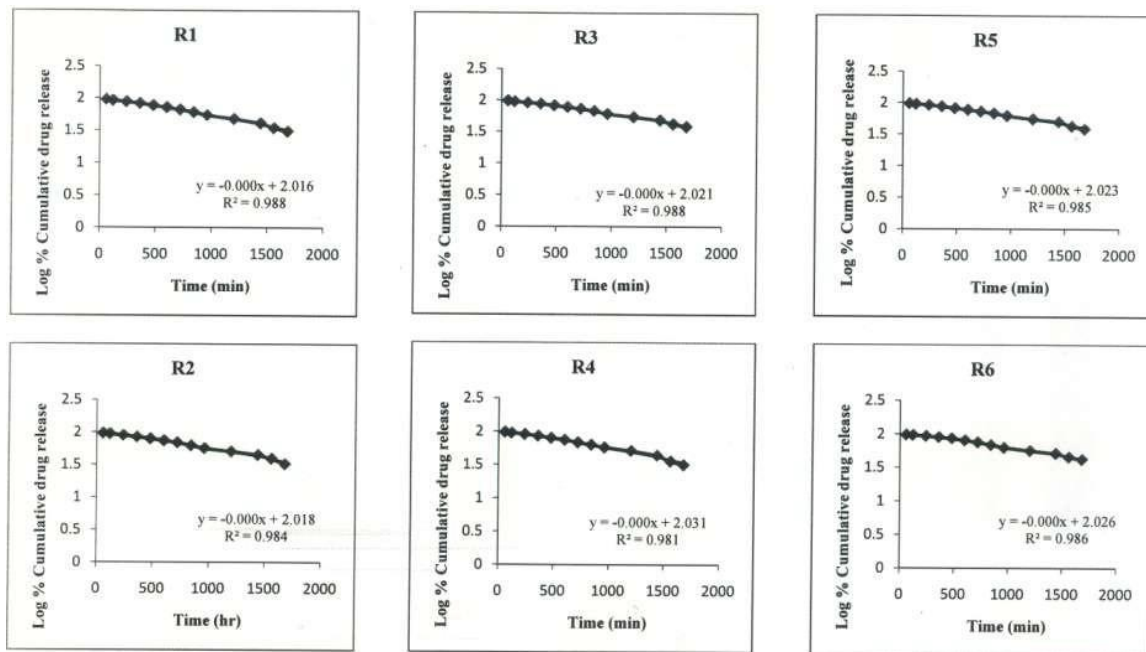 R1
Log % Cumulative drug release
2.5
2
1.5
1
0.5
0
y = -0.000x + 2.016
R² = 0.988
0 500 1000 1500 2000
Time (min)
R3
Log % Cumulative drug release
2.5
2
1.5
1
0.5
0
y = -0.000x + 2.021
R² = 0.988
0 500 1000 1500 2000
Time (min)
R5
Log % Cumulative drug release
2.5
2
1.5
1
0.5
0
y = -0.000x + 2.023
R² = 0.985
0 500 1000 1500 2000
Time (min)
R2
Log % Cumulative drug release
2.5
2
1.5
1
0.5
0
y = -0.000x + 2.018
R² = 0.984
0 500 1000 1500 2000
Time (hr)
R4
Log % Cumulative drug release
2.5
2
1.5
1
0.5
0
y = -0.000x + 2.031
R² = 0.981
0 500 1000 1500 2000
Time (min)
R6
Log % Cumulative drug release
2.5
2
1.5
1
0.5
0
y = -0.000x + 2.026
R² = 0.986
0 500 1000 1500 2000
Time (min)